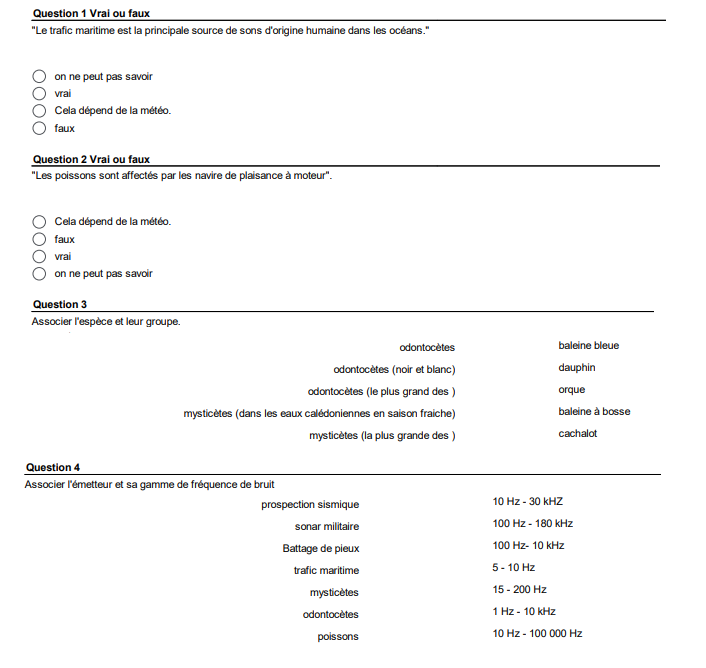 Question 1 Vrai ou faux
"Le trafic maritime est la principale source de sons d'origine humaine dans les océans."
on ne peut pas savoir
vrai
Cela dépend de la météo.
faux
Question 2 Vrai ou faux
"Les poissons sont affectés par les navire de plaisance à moteur".
Cela dépend de la météo.
faux
vrai
on ne peut pas savoir
Question 3
Associer l'espèce et leur groupe.
odontocètes baleine bleue
odontocètes (noir et blanc) dauphin
odontocètes (le plus grand des ) orque
mysticètes (dans les eaux calédoniennes en saison fraiche) baleine à bosse
mysticètes (la plus grande des ) cachalot
Question 4
Associer l'émetteur et sa gamme de fréquence de bruit
prospection sismique 10 Hz - 30 kHZ
sonar militaire 100 Hz - 180 kHz
Battage de pieux 100 Hz- 10 kHz
trafic maritime 5 - 10 Hz
mysticètes 15 - 200 Hz
odontocètes 1 Hz - 10 kHz
poissons 10 Hz - 100 000 Hz